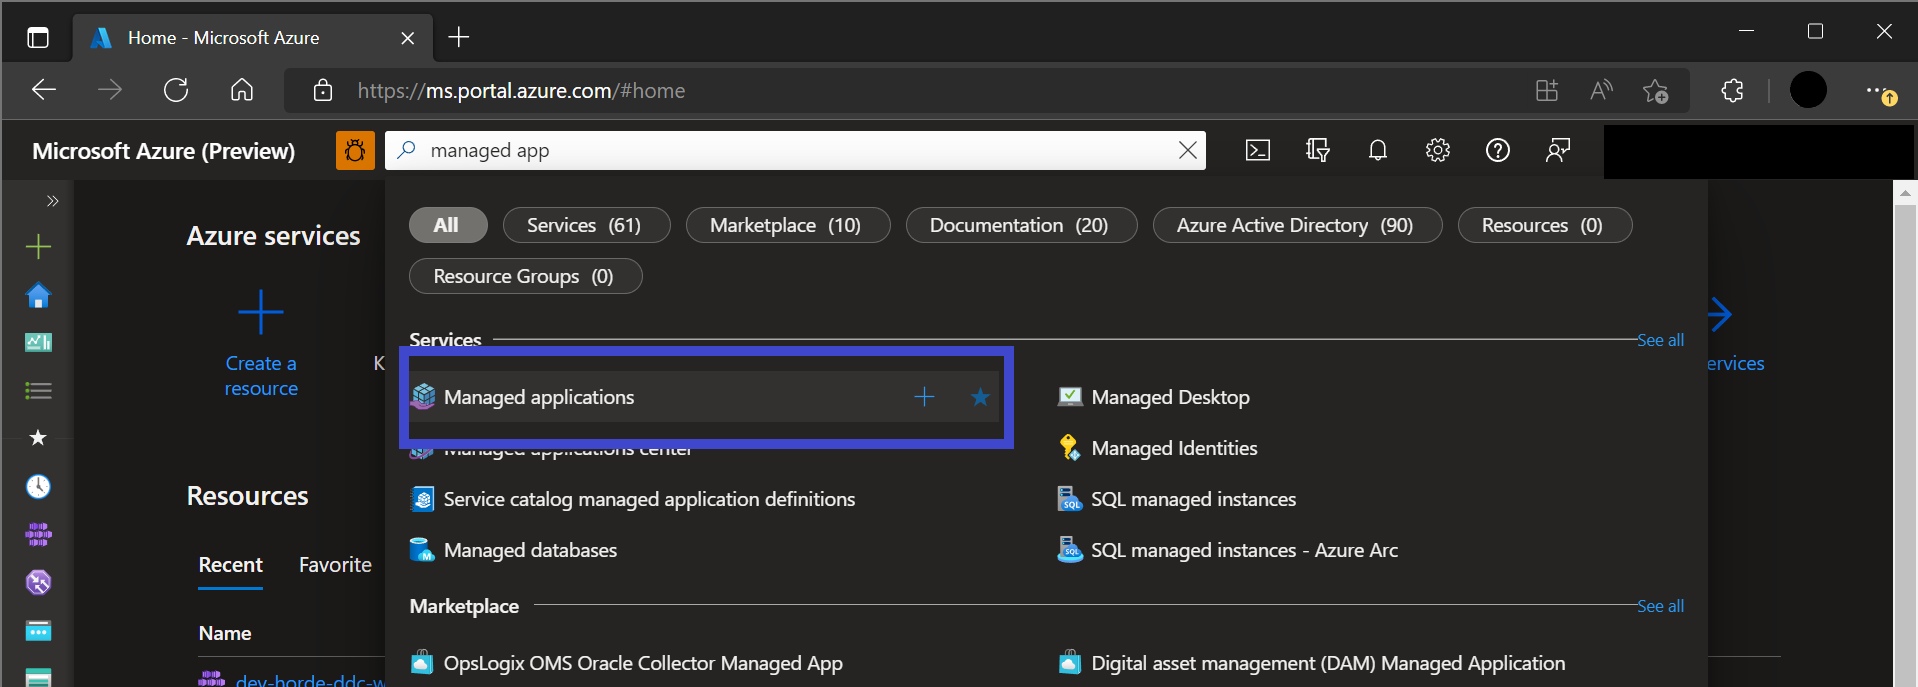 Home - Microsoft Azure
https://ms.portal.azure.com/#home
Microsoft Azure (Preview)
managed app
All
Services (61)
Marketplace (10)
Documentation (20)
Azure Active Directory (90)
Resources (0)
Resource Groups (0)
Azure services
Create a
resource
K
ervices
Services
See all
Managed applications
Managed Desktop
Managed applications center
Managed Identities
Service catalog managed application definitions
SQL managed instances
Managed databases
SQL managed instances - Azure Arc
Resources
Recent
Favorite
Name
dev-horde-ddc-w
Marketplace
See all
OpsLogix OMS Oracle Collector Managed App
Digital asset management (DAM) Managed Application